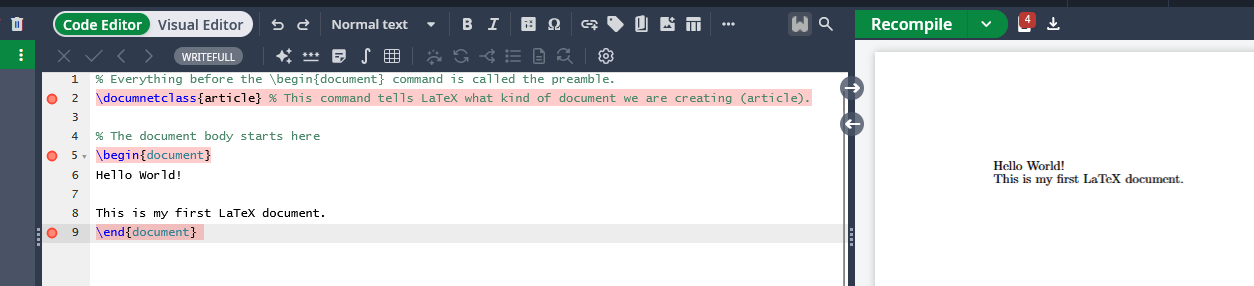 Code Editor Visual Editor Normal text B I Ω ... Recompile 4
WRITEFULL
1 % Everything before the \begin{document} command is called the preamble.
2 \documnetclass{article} % This command tells LaTeX what kind of document we are creating (article).
3
4 % The document body starts here
5 \begin{document}
6 Hello World!
7
8 This is my first LaTeX document.
9 \end{document}
Hello World!
This is my first LaTeX document.